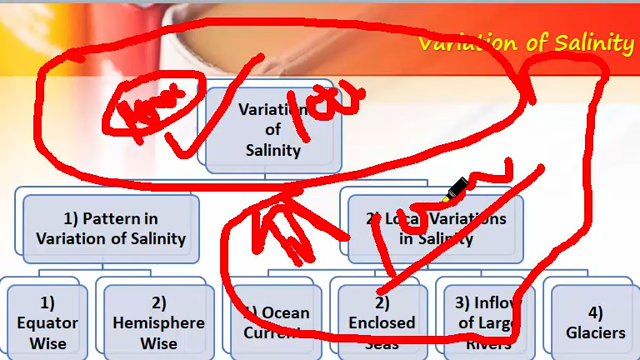 Variation of Salinity
Variation
of
Salinity
1) Pattern in
Variation of Salinity
2) Local Variations
in Salinity
1)
Equator
Wise
2)
Hemisphere
Wise
1) Ocean
Currents
2)
Enclosed
Seas
3) Inflow
of Large
Rivers
4)
Glaciers